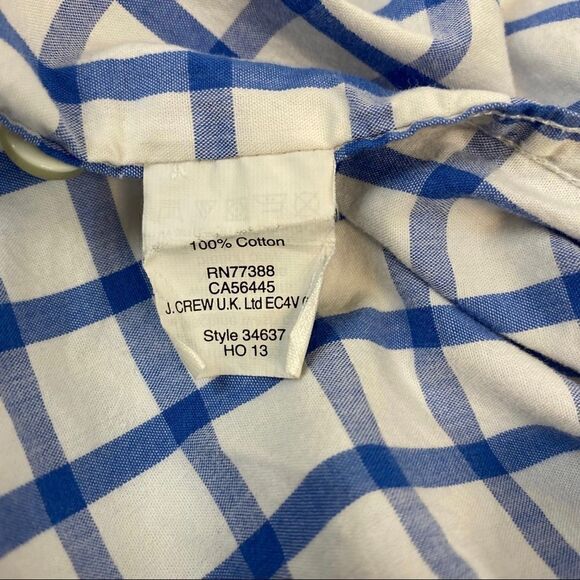 100% Cotton
RN77388
CA56445
J.CREW U.K. Ltd EC4V
Style 34637
HO 13